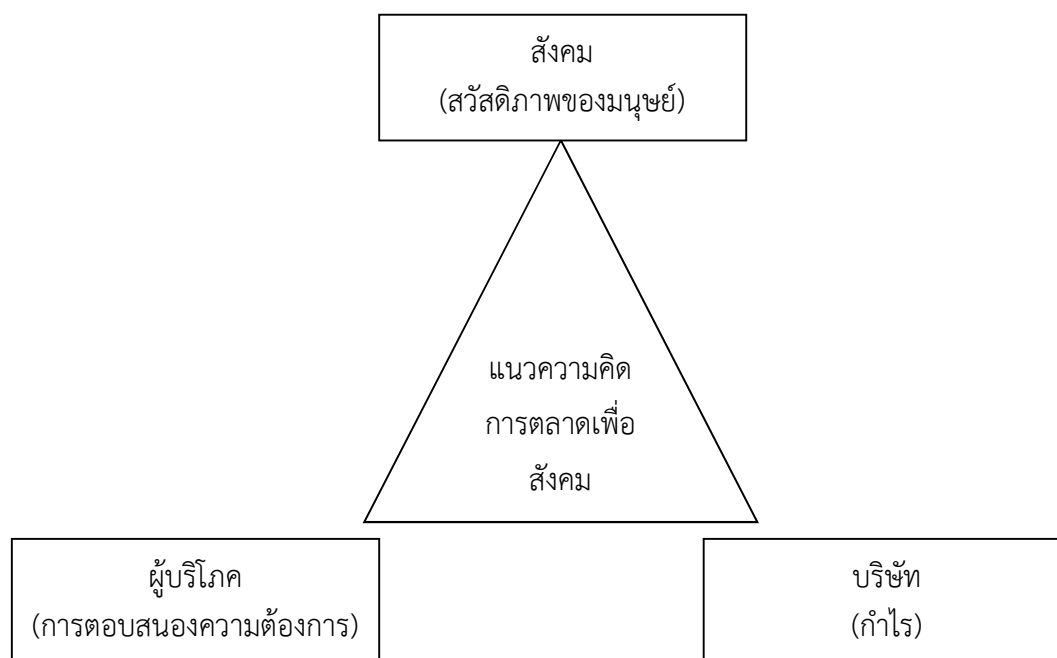 สังคม
(สวัสดิภาพของมนุษย์)
แนวความคิด
การตลาดเพื่อ
สังคม
ผู้บริโภค
(การตอบสนองความต้องการ)
บริษัท
(กำไร)